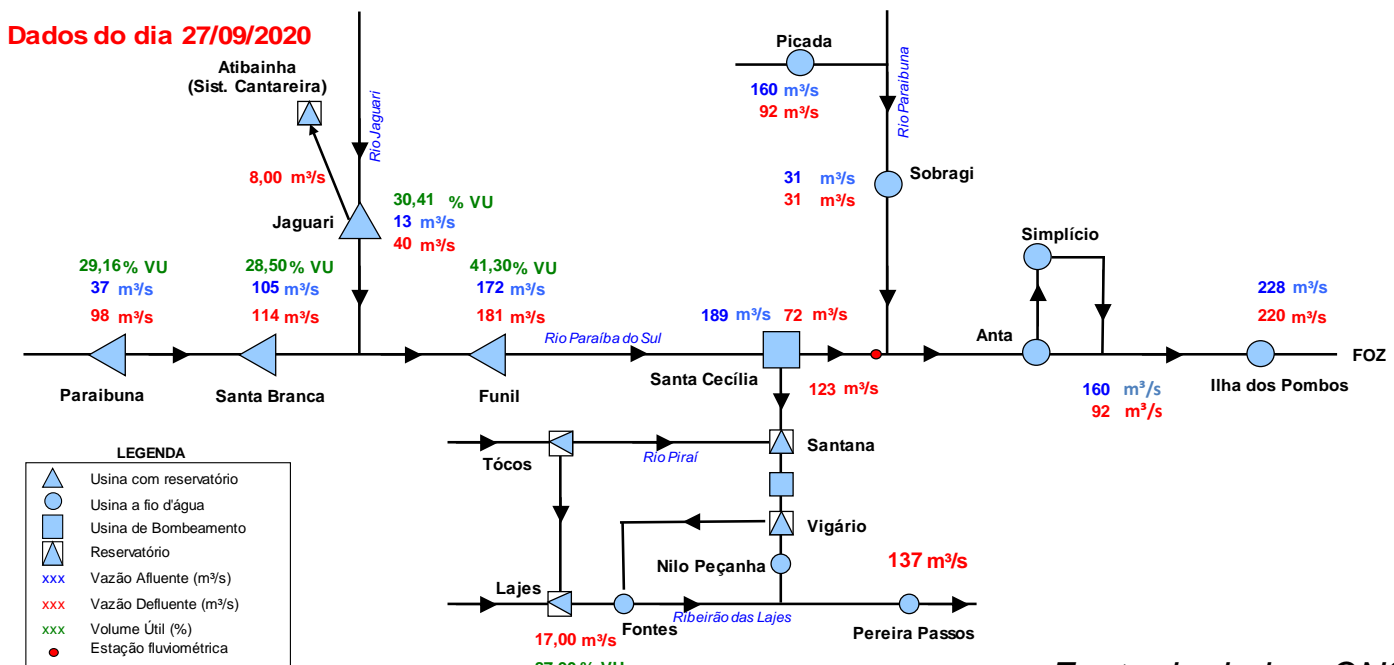 Dados do dia 27/09/2020
Atibainha
(Sist. Cantareira)
Rio Jaguari
8,00 m³/s
Jaguari
30,41 % VU
13 m³/s
40 m³/s
Picada
160 m³/s
92 m³/s
Rio Paraibuna
31 m³/s
31 m³/s
Sobragi
Simplício
29,16 % VU
37 m³/s
98 m³/s
Paraibuna
28,50 % VU
105 m³/s
114 m³/s
Santa Branca
41,30 % VU
172 m³/s
181 m³/s
Funil
Rio Paraíba do Sul
189 m³/s 72 m³/s
Santa Cecília
123 m³/s
Anta
160 m³/s
92 m³/s
228 m³/s
220 m³/s
Ilha dos Pombos
FOZ
Tócos
Rio Piraí
Santana
Vigário
Nilo Peçanha
137 m³/s
Lajes
Fontes
Ribeirão das Lajes
Pereira Passos
17,00 m³/s
% VU
LEGENDA
Usina com reservatório
Usina a fio d'água
Usina de Bombeamento
Reservatório
xxx Vazão Afluente (m³/s)
xxx Vazão Defluente (m³/s)
xxx Volume Útil (%)
Estação fluviométrica